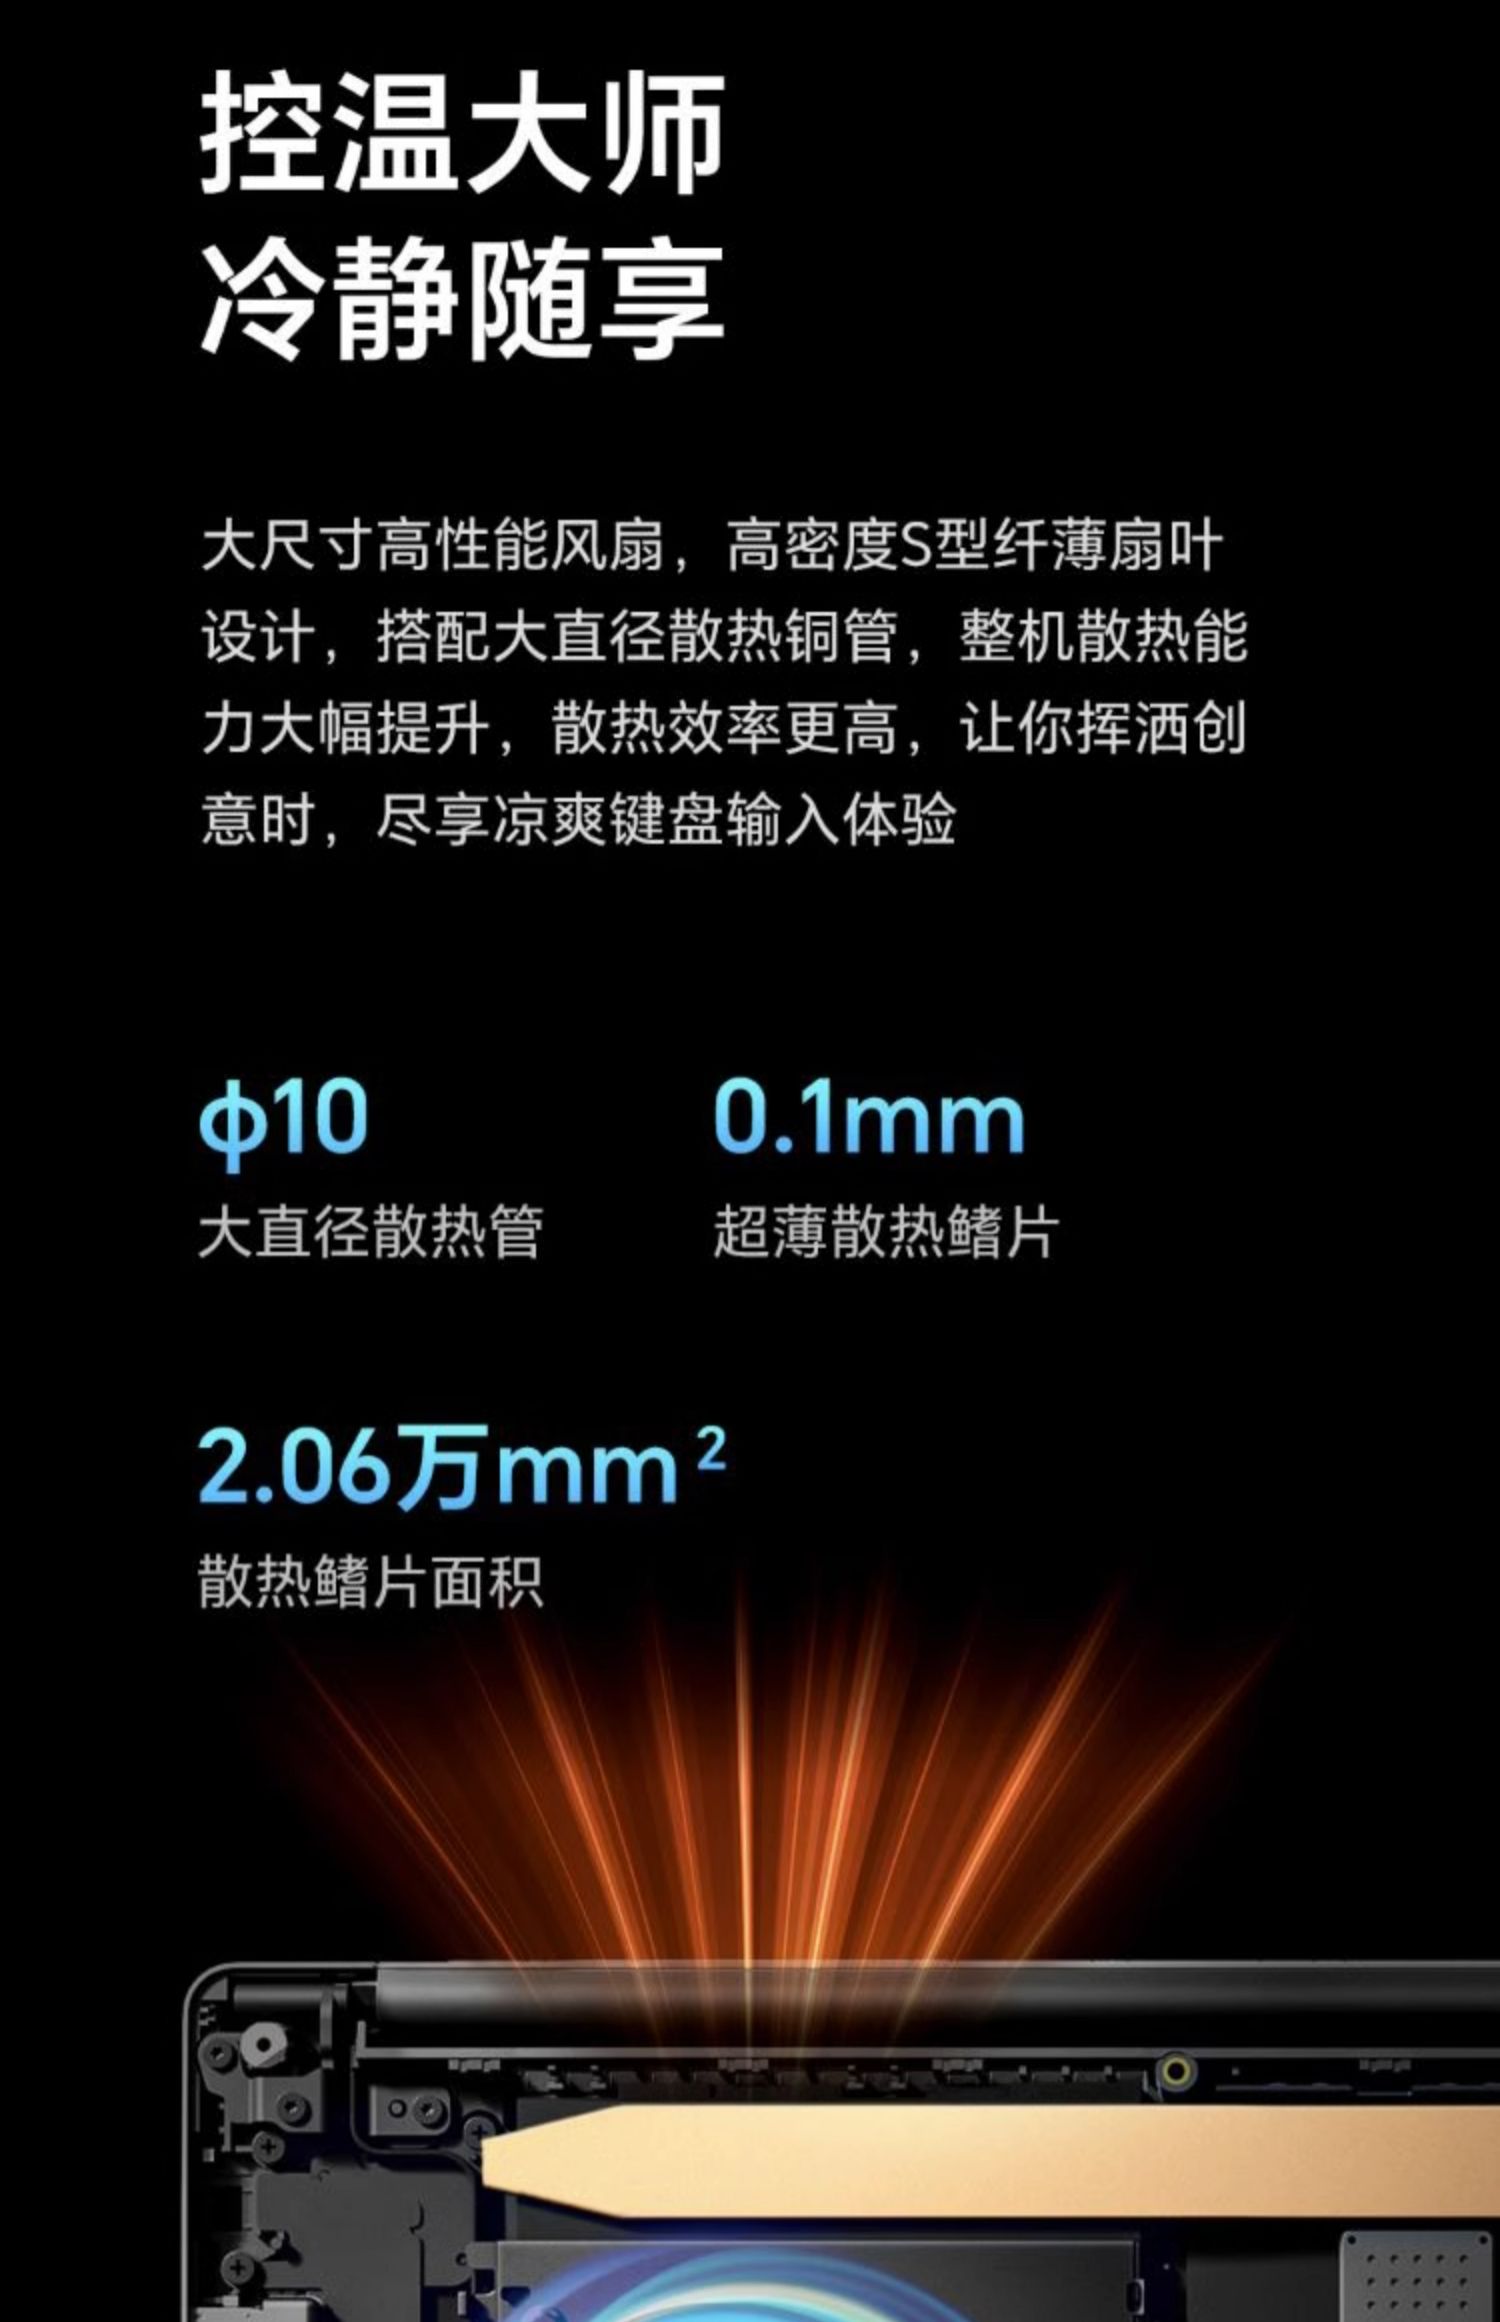 控温大师
冷静随享
大尺寸高性能风扇，高密度S型纤薄扇叶
设计，搭配大直径散热铜管，整机散热能
力大幅提升，散热效率更高，让你挥洒创
意时，尽享凉爽键盘输入体验
ф10
0.1mm
大直径散热管
超薄散热鳍片
2.06万mm²
散热鳍片面积